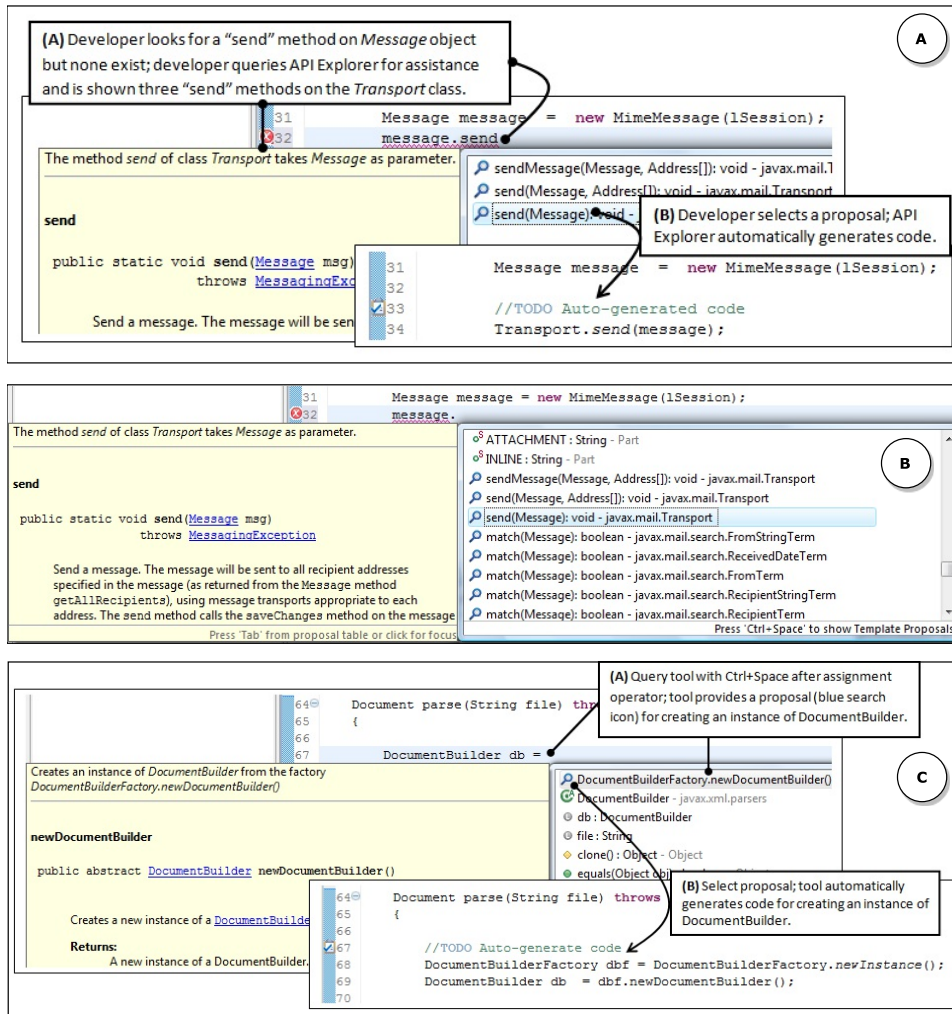 (A) Developer looks for a “send” method on Message object
but none exist; developer queries API Explorer for assistance
and is shown three “send” methods on the Transport class.
A
31 Message message = new MimeMessage(lSession);
32 message.send
The method send of class Transport takes Message as parameter.
send
public static void send(Message msg)
throws MessagingExc
Send a message. The message will be sen
sendMessage(Message, Address[]): void - javax.mail.T
send(Message, Address[]): void - javax.mail.Transport
send(Message): void -
(B) Developer selects a proposal; API
Explorer automatically generates code.
31 Message message = new MimeMessage(lSession);
32
33 //TODO Auto-generated code
34 Transport.send(message);
31 Message message = new MimeMessage(lSession);
32 message.
The method send of class Transport takes Message as parameter.
send
public static void send(Message msg)
throws MessagingException
Send a message. The message will be sent to all recipient addresses
specified in the message (as returned from the Message method
getAllRecipients), using message transports appropriate to each
address. The send method calls the saveChanges method on the message
Press 'Tab' from proposal table or click for focus
ATTACHMENT : String - Part
INLINE : String - Part
sendMessage(Message, Address[]): void - javax.mail.Transport
send(Message, Address[]): void - javax.mail.Transport
send(Message): void - javax.mail.Transport
match(Message): boolean - javax.mail.search.FromStringTerm
match(Message): boolean - javax.mail.search.ReceivedDateTerm
match(Message): boolean - javax.mail.search.FromTerm
match(Message): boolean - javax.mail.search.RecipientStringTerm
match(Message): boolean - javax.mail.search.RecipientTerm
Press 'Ctrl+Space' to show Template Proposals
B
(A) Query tool with Ctrl+Space after assignment
operator; tool provides a proposal (blue search
icon) for creating an instance of DocumentBuilder.
64 Document parse(String file) thr
65 {
66
67 DocumentBuilder db =
Creates an instance of DocumentBuilder from the factory
DocumentBuilderFactory.newDocumentBuilder()
newDocumentBuilder
public abstract DocumentBuilder newDocumentBuilder()
Creates a new instance of a DocumentBuilde
Returns:
A new instance of a DocumentBuilder.
DocumentBuilderFactory.newDocumentBuilder()
DocumentBuilder - javax.xml.parsers
db : DocumentBuilder
file : String
clone() : Object - Object
equals(Object obj
C
(B) Select proposal; tool automatically
generates code for creating an instance of
DocumentBuilder.
64 Document parse(String file) throws
65 {
66
67 //TODO Auto-generate code
68 DocumentBuilderFactory dbf = DocumentBuilderFactory.newInstance();
69 DocumentBuilder db = dbf.newDocumentBuilder();
70